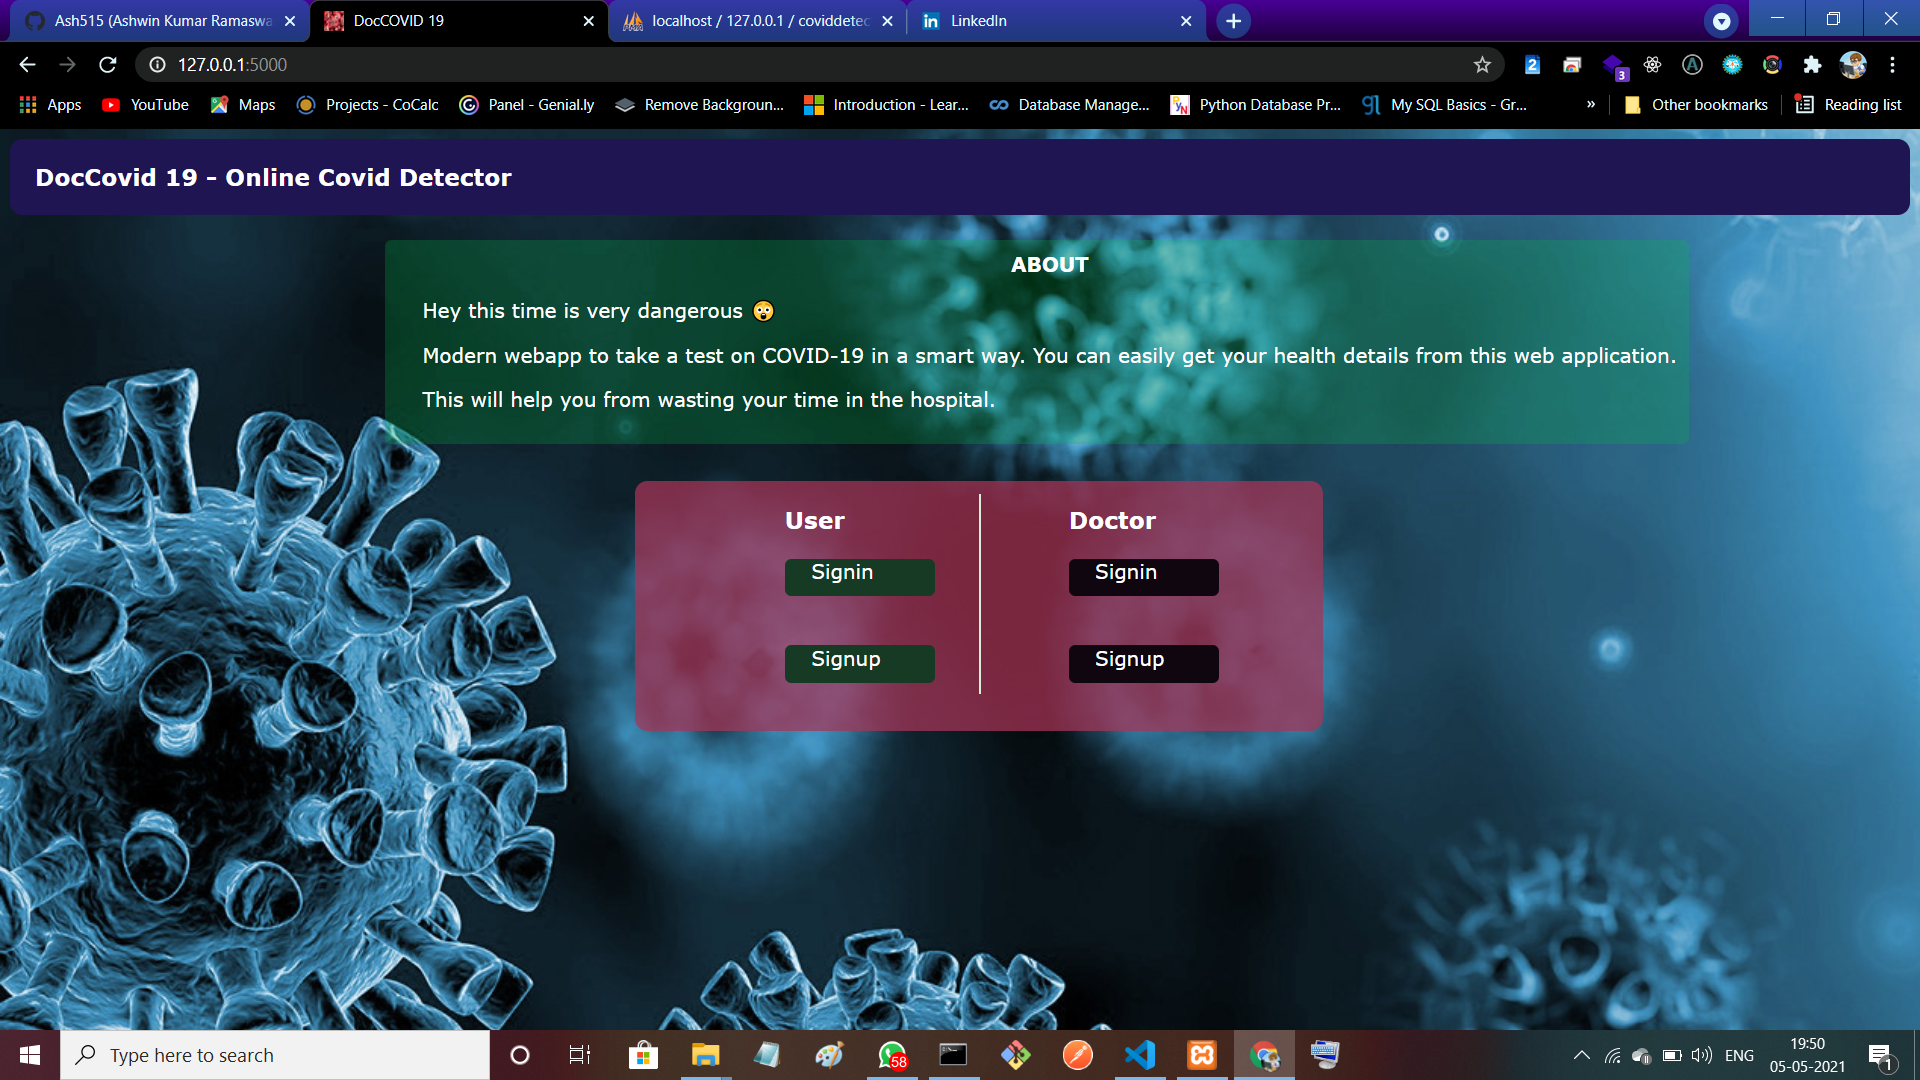 Ash515 (Ashwin Kumar Ramaswa
DocCOVID 19
localhost / 127.0.0.1 / coviddetec
LinkedIn
127.0.0.1:5000
2
3
Apps
YouTube
Maps
Projects - CoCalc
Panel - Genial.ly
Remove Backgroun...
Introduction - Lear...
Database Manage...
Python Database Pr...
My SQL Basics - Gr...
»
Other bookmarks
Reading list
DocCovid 19 - Online Covid Detector
ABOUT
Hey this time is very dangerous 😲
Modern webapp to take a test on COVID-19 in a smart way. You can easily get your health details from this web application.
This will help you from wasting your time in the hospital.
User
Doctor
Signin
Signin
Signup
Signup
Type here to search
58
ENG
19:50
05-05-2021
1